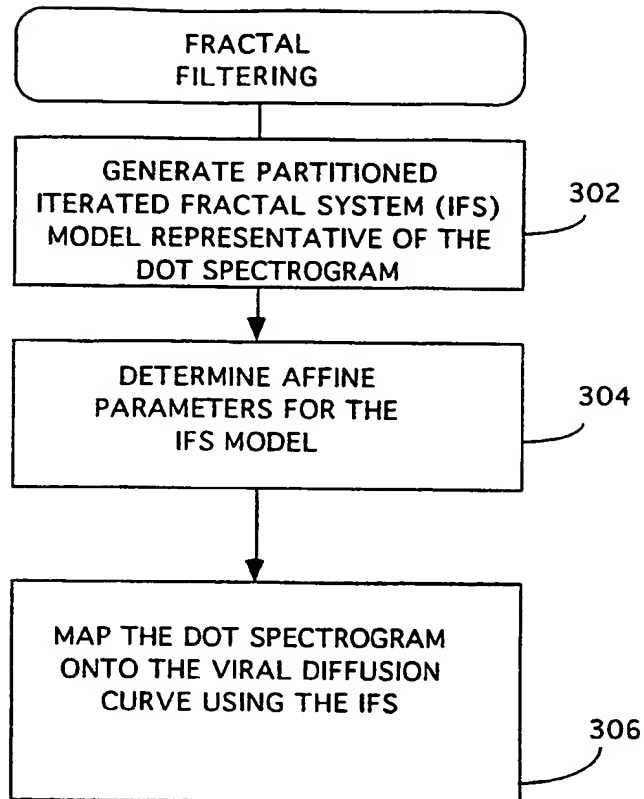 FRACTAL
FILTERING
GENERATE PARTITIONED
ITERATED FRACTAL SYSTEM (IFS)
MODEL REPRESENTATIVE OF THE
DOT SPECTROGRAM
302
DETERMINE AFFINE
PARAMETERS FOR THE
IFS MODEL
304
MAP THE DOT SPECTROGRAM
ONTO THE VIRAL DIFFUSION
CURVE USING THE IFS
306